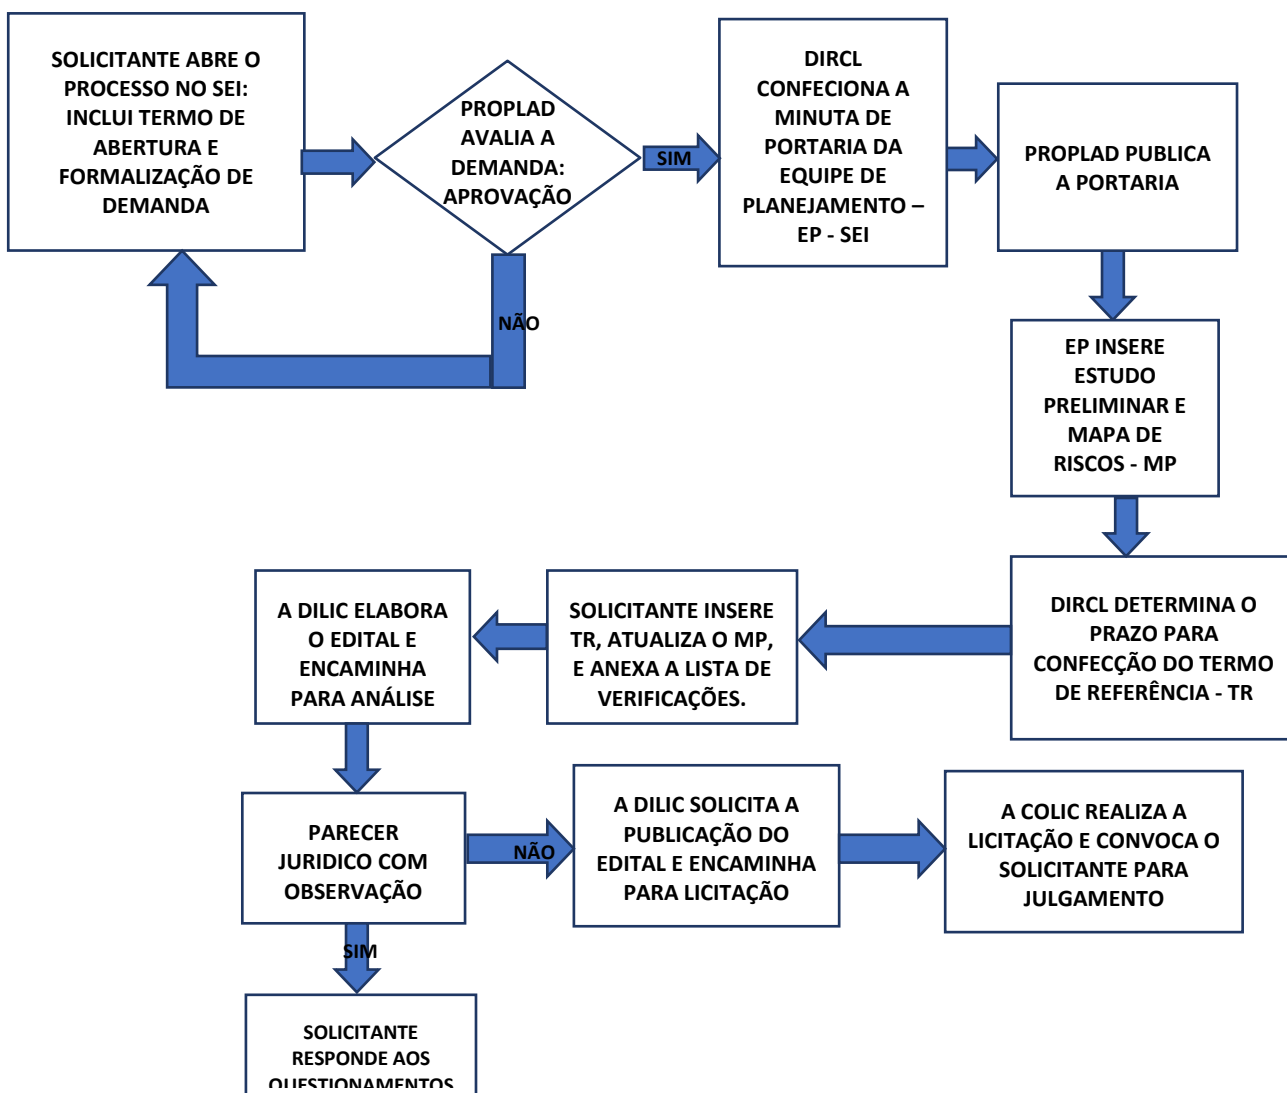 SOLICITANTE ABRE O
PROCESSO NO SEI:
INCLUI TERMO DE
ABERTURA E
FORMALIZAÇÃO DE
DEMANDA
PROPLAD
AVALIA A
DEMANDA:
APROVAÇÃO
SIM
NÃO
DIRCL
CONFECIONA A
MINUTA DE
PORTARIA DA
EQUIPE DE
PLANEJAMENTO –
EP - SEI
PROPLAD PUBLICA
A PORTARIA
EP INSERE
ESTUDO
PRELIMINAR E
MAPA DE
RISCOS - MP
DIRCL DETERMINA O
PRAZO PARA
CONFECÇÃO DO TERMO
DE REFERÊNCIA - TR
SOLICITANTE INSERE
TR, ATUALIZA O MP,
E ANEXA A LISTA DE
VERIFICAÇÕES.
A DILIC ELABORA
O EDITAL E
ENCAMINHA
PARA ANÁLISE
PARECER
JURIDICO COM
OBSERVAÇÃO
NÃO
A DILIC SOLICITA A
PUBLICAÇÃO DO
EDITAL E ENCAMINHA
PARA LICITAÇÃO
A COLIC REALIZA A
LICITAÇÃO E CONVOCA O
SOLICITANTE PARA
JULGAMENTO
SIM
SOLICITANTE
RESPONDE AOS
QUESTIONAMENTOS